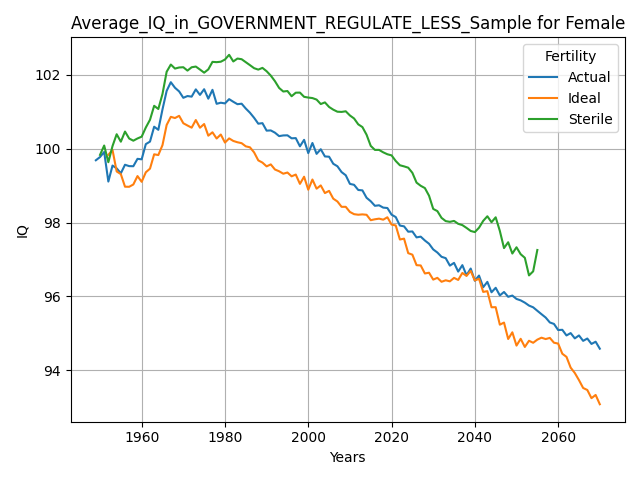 Average_IQ_in_GOVERNMENT_REGULATE_LESS_Sample for Female
Fertility
Actual
Ideal
Sterile
IQ
102
100
98
96
94
1960 1980 2000 2020 2040 2060
Years